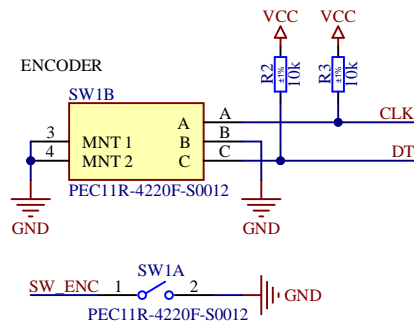 VCC VCC
ENCODER
R2 ±1% 10k
R3 ±1% 10k
SW1B
A A CLK
3 MNT 1 B B
4 MNT 2 C C DT
PEC11R-4220F-S0012
GND GND
SW1A
SW_ENC 1 2 GND
PEC11R-4220F-S0012